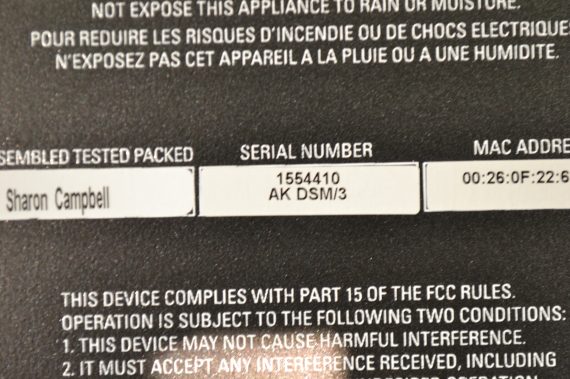 NOT EXPOSE THIS APPLIANCE TO RAIN OR MOISTURE.
POUR REDUIRE LES RISQUES D'INCENDIE OU DE CHOCS ELECTRIQUE
N'EXPOSEZ PAS CET APPAREIL A LA PLUIE OU A UNE HUMIDITE.
SEMBLED TESTED PACKED
Sharon Campbell
SERIAL NUMBER
1554410
AK DSM/3
MAC ADDRE
00:26:0F:22:6
THIS DEVICE COMPLIES WITH PART 15 OF THE FCC RULES.
OPERATION IS SUBJECT TO THE FOLLOWING TWO CONDITIONS:
1. THIS DEVICE MAY NOT CAUSE HARMFUL INTERFERENCE.
2. IT MUST ACCEPT ANY INTERFERENCE RECEIVED, INCLUDING
OPERATION